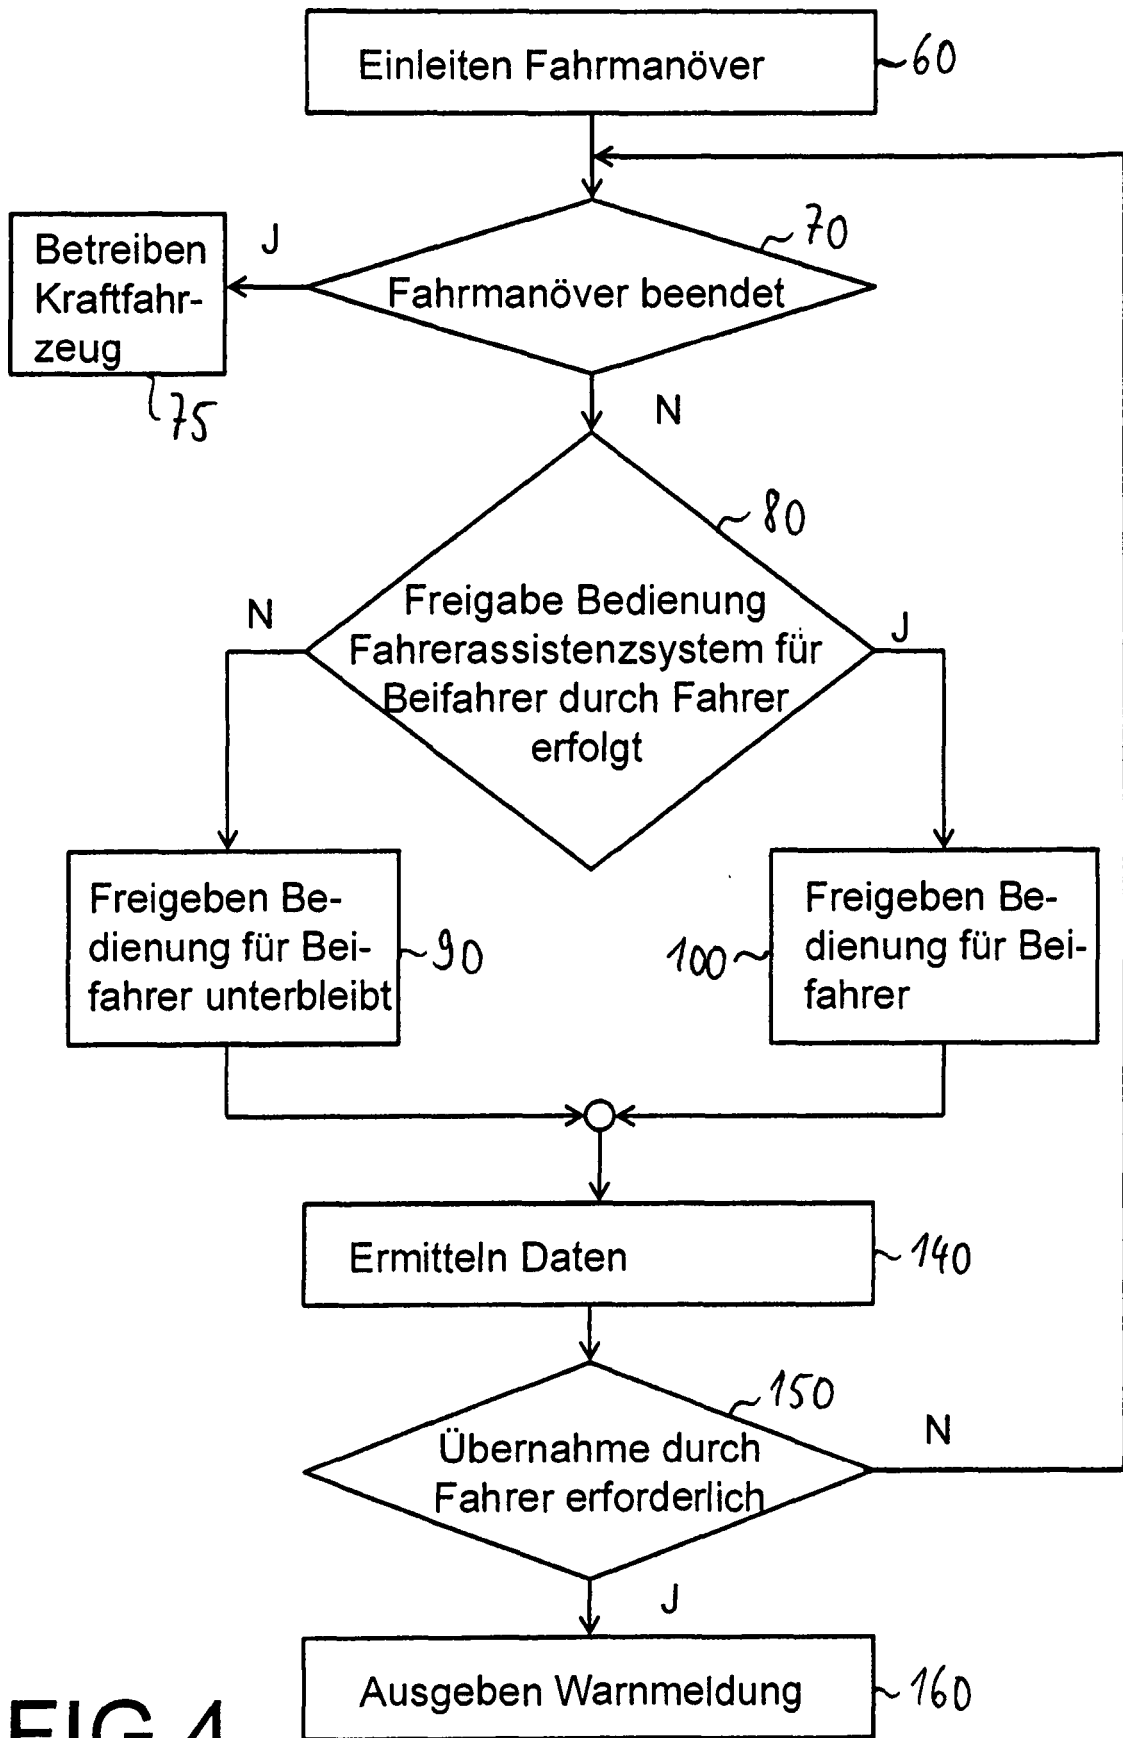 Einleiten Fahrmanöver
60
70
Betreiben
Kraftfahr-
zeug
J
Fahrmanöver beendet
75
N
80
Freigabe Bedienung
Fahrerassistenzsystem für
Beifahrer durch Fahrer
erfolgt
N
J
Freigeben Be-
dienung für Bei-
fahrer unterbleibt
90
100
Freigeben Be-
dienung für Bei-
fahrer
Ermitteln Daten
140
150
Übernahme durch
Fahrer erforderlich
N
J
Ausgeben Warnmeldung
160
FIG 4